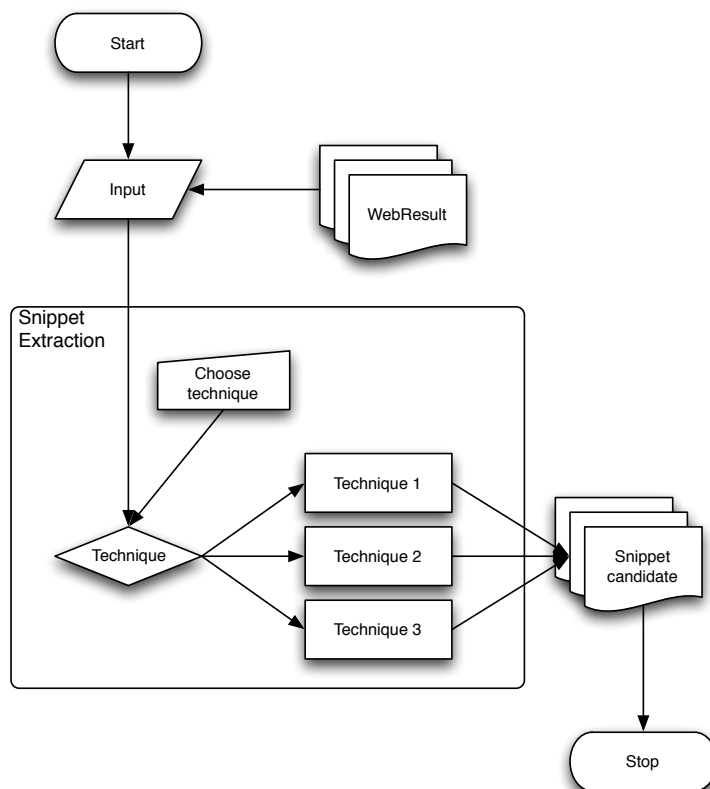 Start
Input
WebResult
Snippet
Extraction
Choose
technique
Technique 1
Technique
Technique 2
Technique 3
Snippet
candidate
Stop